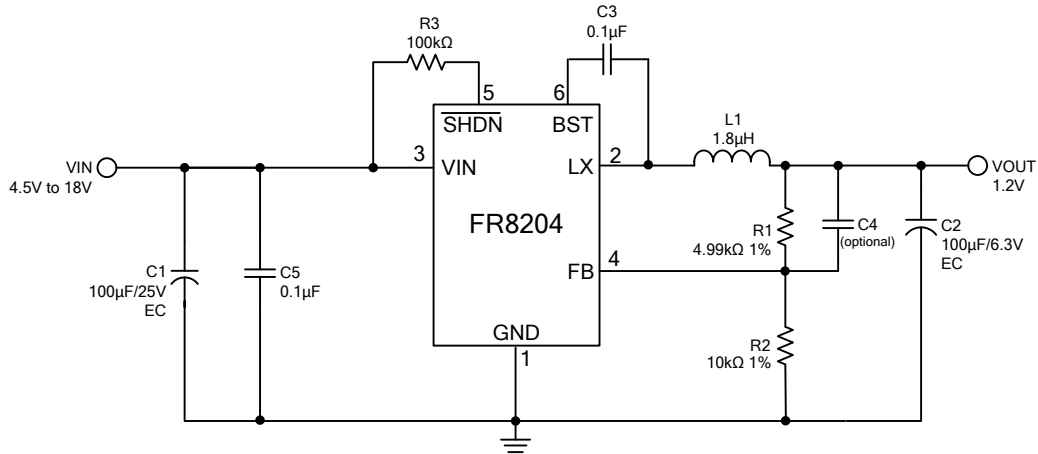 R3
100kΩ
C3
0.1µF
5
6
SHDN
BST
L1
1.8µH
VIN
4.5V to 18V
3
VIN
LX
2
VOUT
1.2V
FR8204
R1
4.99kΩ 1%
C4
(optional)
C2
100µF/6.3V
EC
C1
100µF/25V
EC
C5
0.1µF
FB
4
GND
1
R2
10kΩ 1%